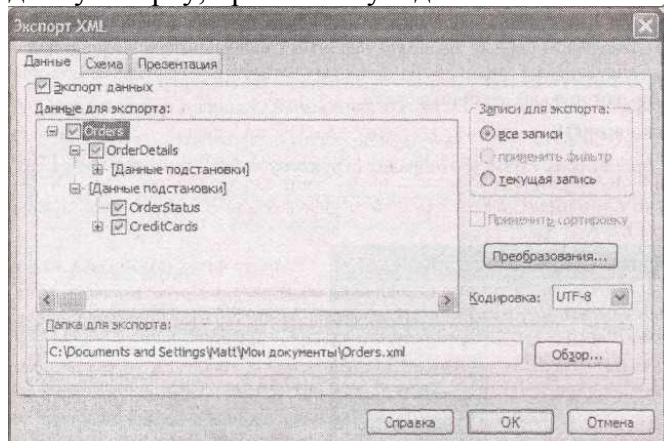 Экспорт XML
Данные Схема Презентация
Экспорт данных
Данные для экспорта:
Orders
OrderDetails
[Данные подстановки]
[Данные подстановки]
OrderStatus
CreditCards
Записи для экспорта:
все записи
применить фильтр
текущая запись
Применить сортировку
Преобразования...
Кодировка: UTF-8
Папка для экспорта:
C:\Documents and Settings\Matt\Мои документы\Orders.xml
Обзор...
Справка OK Отмена